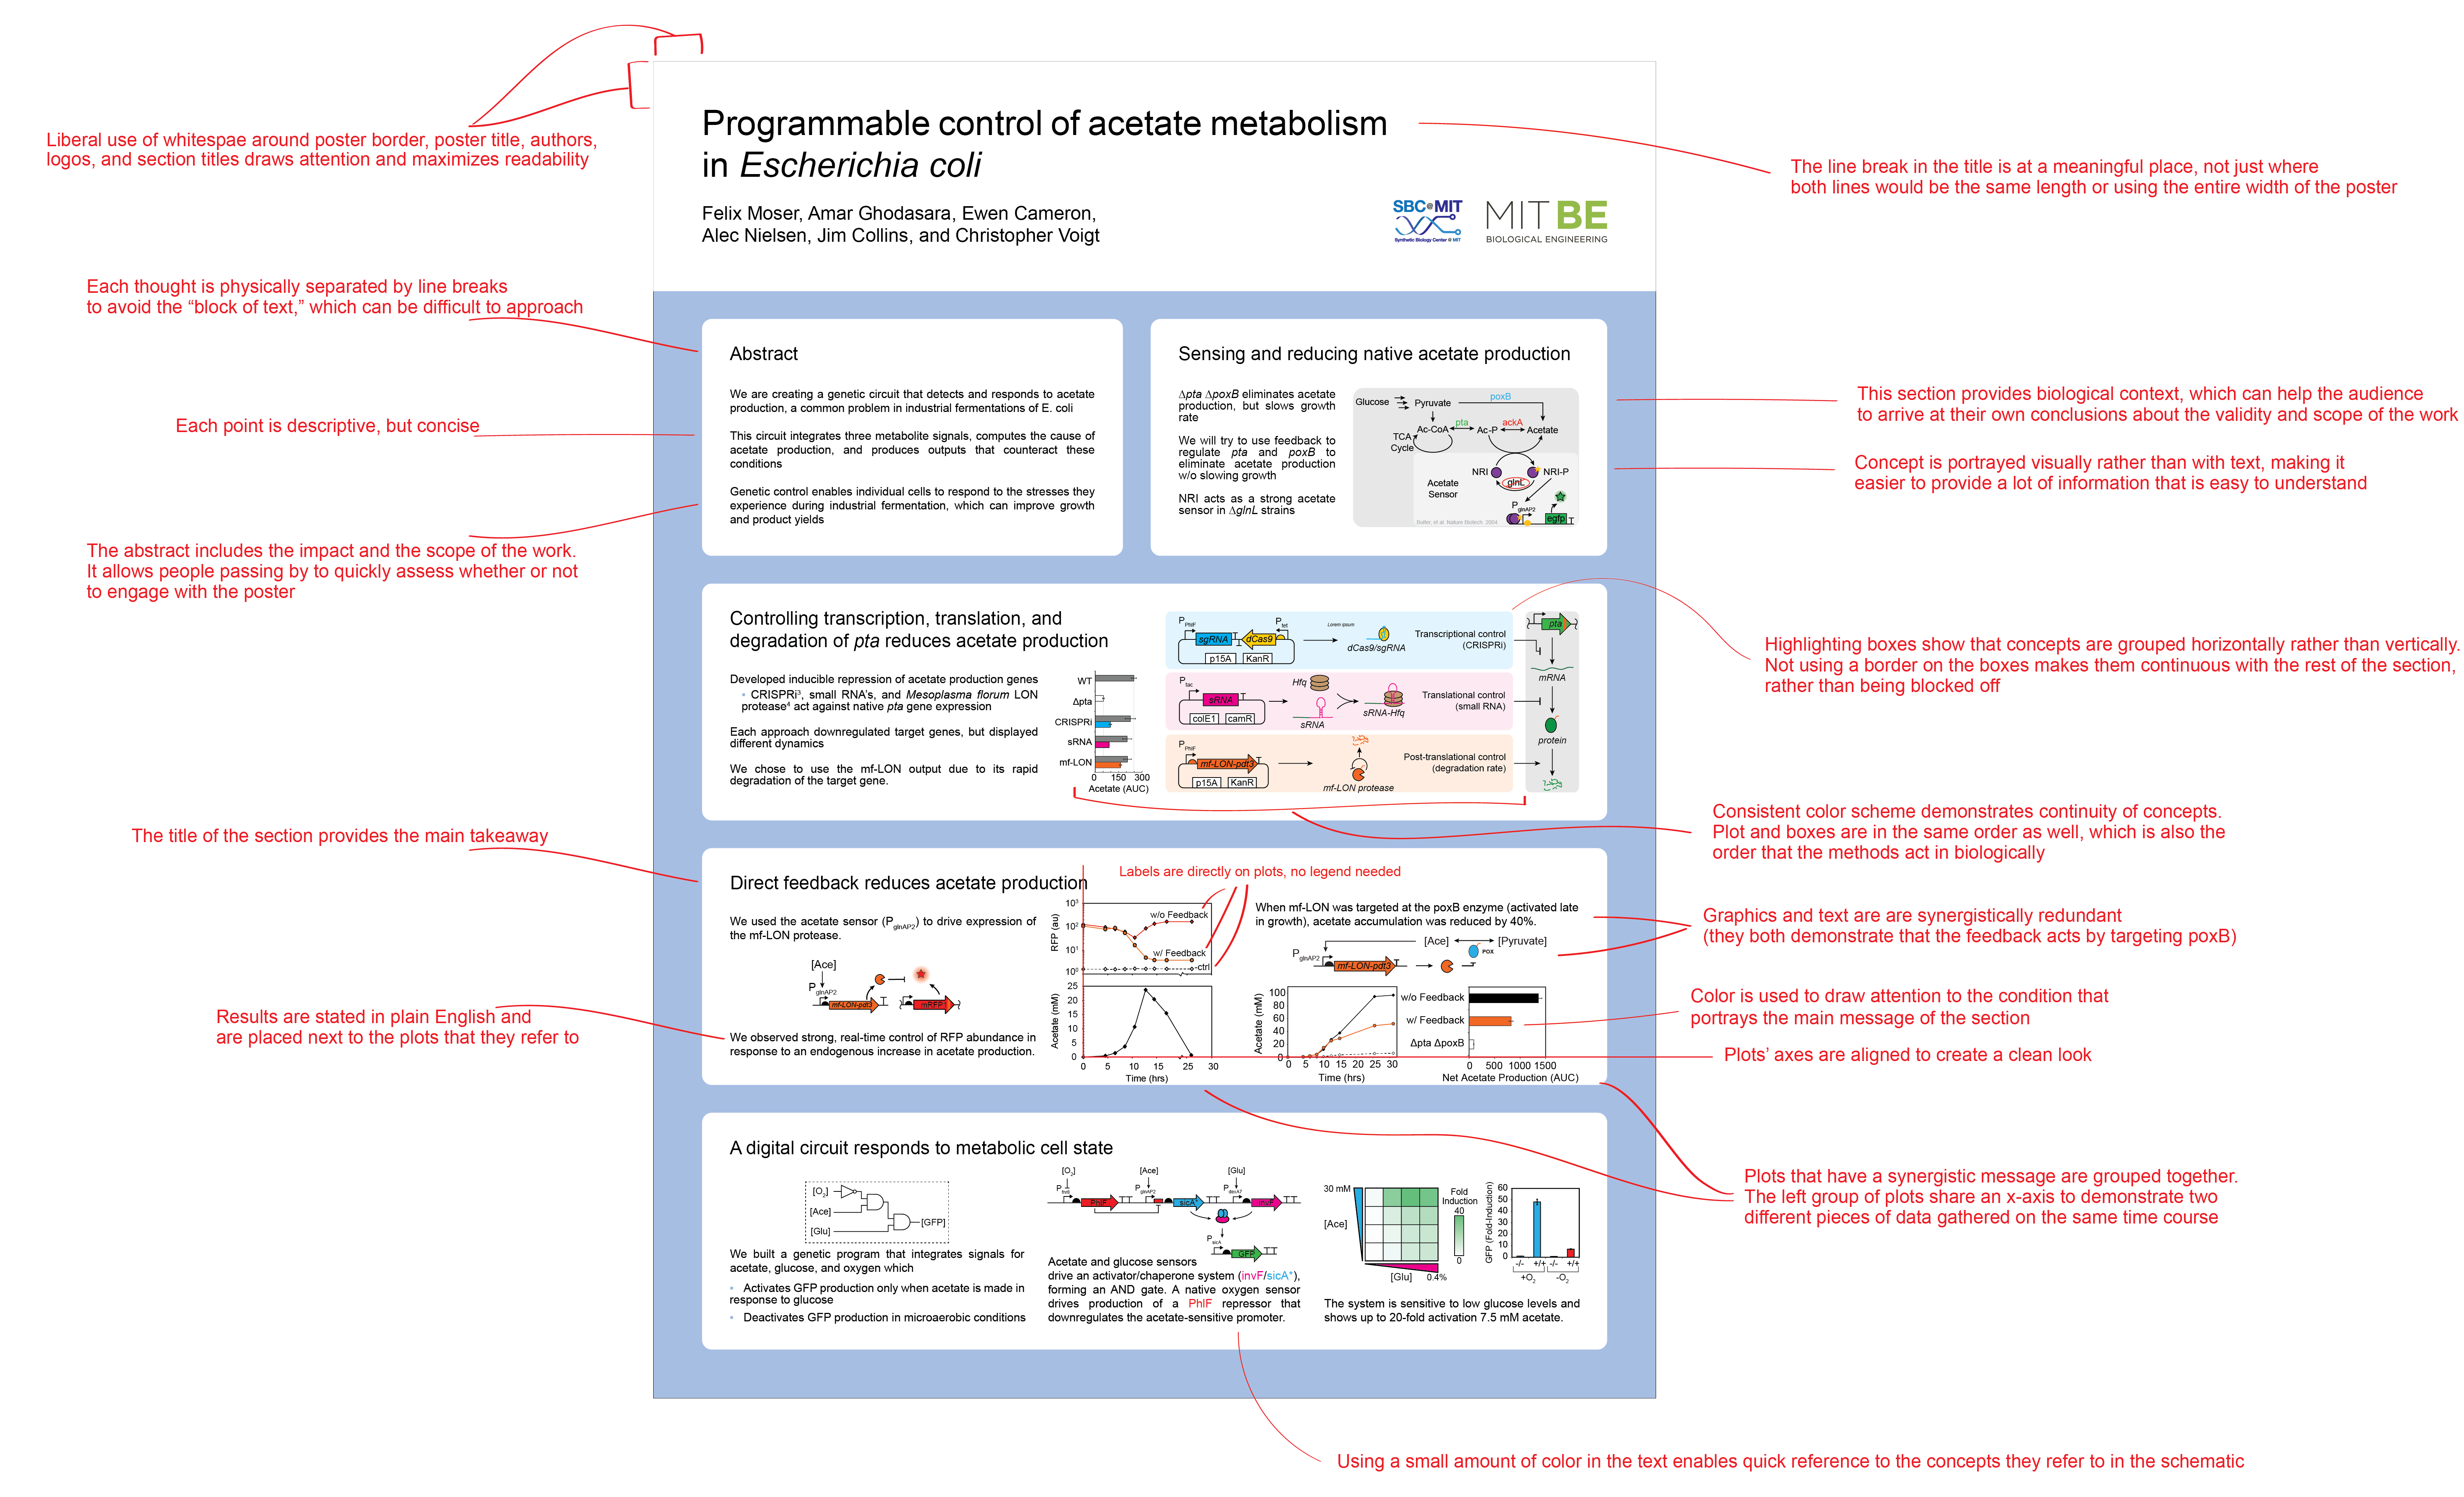 Liberal use of whitespae around poster border, poster title, authors,
logos, and section titles draws attention and maximizes readability
Each thought is physically separated by line breaks
to avoid the “block of text,” which can be difficult to approach
Each point is descriptive, but concise
The abstract includes the impact and the scope of the work.
It allows people passing by to quickly assess whether or not
to engage with the poster
The title of the section provides the main takeaway
Results are stated in plain English and
are placed next to the plots that they refer to
Programmable control of acetate metabolism
in Escherichia coli
Felix Moser, Amar Ghodasara, Ewen Cameron,
Alec Nielsen, Jim Collins, and Christopher Voigt
SBC@MIT
Synthetic Biology Center @ MIT
MIT BE
BIOLOGICAL ENGINEERING
Abstract
We are creating a genetic circuit that detects and responds to acetate
production, a common problem in industrial fermentations of E. coli
This circuit integrates three metabolite signals, computes the cause of
acetate production, and produces outputs that counteract these
conditions
Genetic control enables individual cells to respond to the stresses they
experience during industrial fermentation, which can improve growth
and product yields
Sensing and reducing native acetate production
Δpta ΔpoxB eliminates acetate
production, but slows growth
rate
We will try to use feedback to
regulate pta and poxB to
eliminate acetate production
w/o slowing growth
NRI acts as a strong acetate
sensor in ΔglnL strains
Glucose
Pyruvate
poxB
Ac-CoA
pta
Ac-P
ackA
Acetate
TCA
Cycle
NRI
NRI-P
glnL
Acetate
Sensor
P glnAP2
egfp
Bulter, et al. Nature Biotech. 2004
Controlling transcription, translation, and
degradation of pta reduces acetate production
Developed inducible repression of acetate production genes
• CRISPRi³, small RNA's, and Mesoplasma florum LON
protease⁴ act against native pta gene expression
Each approach downregulated target genes, but displayed
different dynamics
We chose to use the mf-LON output due to its rapid
degradation of the target gene.
WT
Δpta
CRISPRi
sRNA
mf-LON
0 150 300
Acetate (AUC)
P PhlF
sgRNA
dCas9
P tet
p15A
KanR
Lorem ipsum
dCas9/sgRNA
Transcriptional control
(CRISPRi)
P tac
sRNA
colE1
camR
Hfq
sRNA
sRNA-Hfq
Translational control
(small RNA)
P PhlF
mf-LON-pdt3
p15A
KanR
mf-LON protease
Post-translational control
(degradation rate)
pta
mRNA
protein
Direct feedback reduces acetate production
Labels are directly on plots, no legend needed
We used the acetate sensor (P glnAP2) to drive expression of
the mf-LON protease.
[Ace]
P glnAP2
mf-LON-pdt3
mRFP
We observed strong, real-time control of RFP abundance in
response to an endogenous increase in acetate production.
RFP (au)
10³
10²
10¹
10⁰
w/o Feedback
w/ Feedback
ctrl
Acetate (mM)
25
20
15
10
5
0
0 5 10 15 25 30
Time (hrs)
When mf-LON was targeted at the poxB enzyme (activated late
in growth), acetate accumulation was reduced by 40%.
[Ace]
[Pyruvate]
POX
P glnAP2
mf-LON-pdt3
Acetate (mM)
100
80
60
40
20
0
0 5 10 15 20 25 30
Time (hrs)
w/o Feedback
w/ Feedback
Δpta ΔpoxB
0 500 1000 1500
Net Acetate Production (AUC)
A digital circuit responds to metabolic cell state
[O₂]
[Ace]
[Glu]
[GFP]
We built a genetic program that integrates signals for
acetate, glucose, and oxygen which
• Activates GFP production only when acetate is made in
response to glucose
• Deactivates GFP production in microaerobic conditions
[O₂]
[Ace]
[Glu]
P
PhlF
P glnAP2
sicA*
P
invF
P sicA
GFP
Acetate and glucose sensors
drive an activator/chaperone system (invF/sicA*),
forming an AND gate. A native oxygen sensor
drives production of a PhlF repressor that
downregulates the acetate-sensitive promoter.
30 mM
[Ace]
[Glu] 0.4%
Fold
Induction
40
0
GFP (Fold-Induction)
60
50
40
30
20
10
0
-/- +/+ -/- +/+
+O₂ -O₂
The system is sensitive to low glucose levels and
shows up to 20-fold activation 7.5 mM acetate.
The line break in the title is at a meaningful place, not just where
both lines would be the same length or using the entire width of the poster
This section provides biological context, which can help the audience
to arrive at their own conclusions about the validity and scope of the work
Concept is portrayed visually rather than with text, making it
easier to provide a lot of information that is easy to understand
Highlighting boxes show that concepts are grouped horizontally rather than vertically.
Not using a border on the boxes makes them continuous with the rest of the section,
rather than being blocked off
Consistent color scheme demonstrates continuity of concepts.
Plot and boxes are in the same order as well, which is also the
order that the methods act in biologically
Graphics and text are are synergistically redundant
(they both demonstrate that the feedback acts by targeting poxB)
Color is used to draw attention to the condition that
portrays the main message of the section
Plots’ axes are aligned to create a clean look
Plots that have a synergistic message are grouped together.
The left group of plots share an x-axis to demonstrate two
different pieces of data gathered on the same time course
Using a small amount of color in the text enables quick reference to the concepts they refer to in the schematic